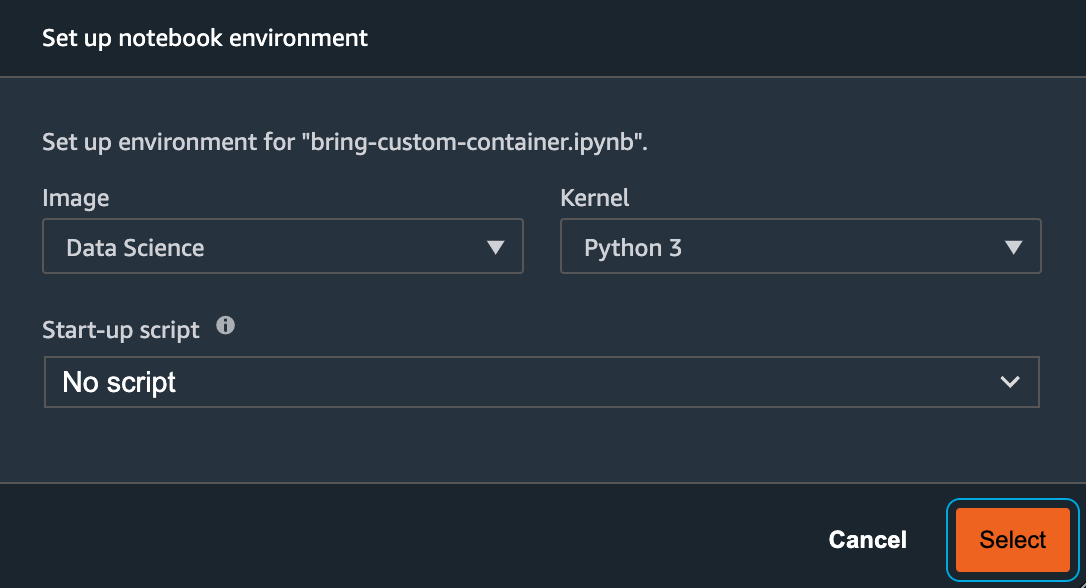 Set up notebook environment
Set up environment for "bring-custom-container.ipynb".
Image
Kernel
Data Science
Python 3
Start-up script
No script
Cancel
Select